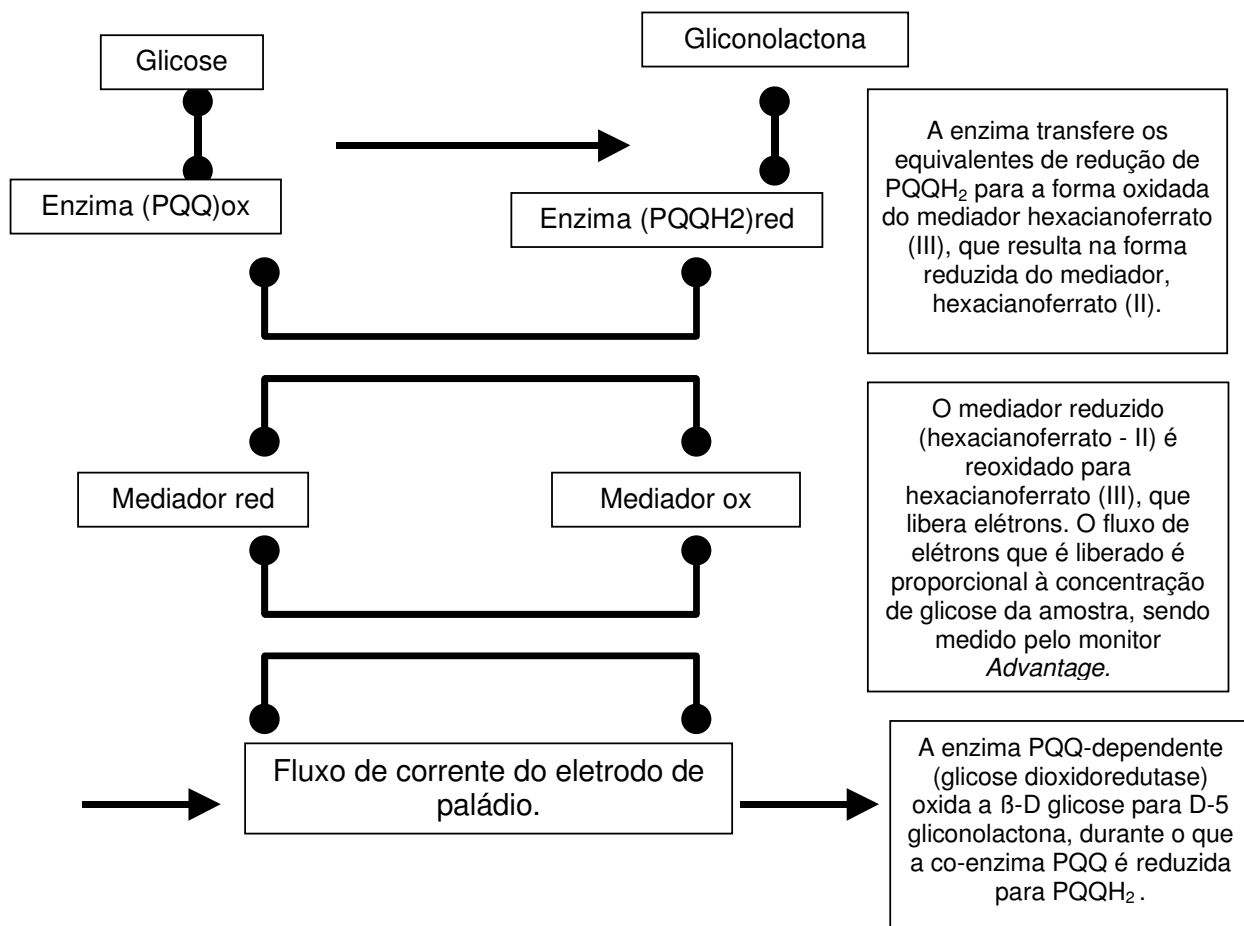 Glicose
Gliconolactona
Enzima (PQQ)ox
Enzima (PQQH2)red
A enzima transfere os
equivalentes de redução de
PQQH₂ para a forma oxidada
do mediador hexacianoferrato
(III), que resulta na forma
reduzida do mediador,
hexacianoferrato (II).
Mediador red
Mediador ox
O mediador reduzido
(hexacianoferrato - II) é
reoxidado para
hexacianoferrato (III), que
libera elétrons. O fluxo de
elétrons que é liberado é
proporcional à concentração
de glicose da amostra, sendo
medido pelo monitor
Advantage.
Fluxo de corrente do eletrodo de
paládio.
A enzima PQQ-dependente
(glicose dioxidoredutase)
oxida a ß-D glicose para D-5
gliconolactona, durante o que
a co-enzima PQQ é reduzida
para PQQH₂ .